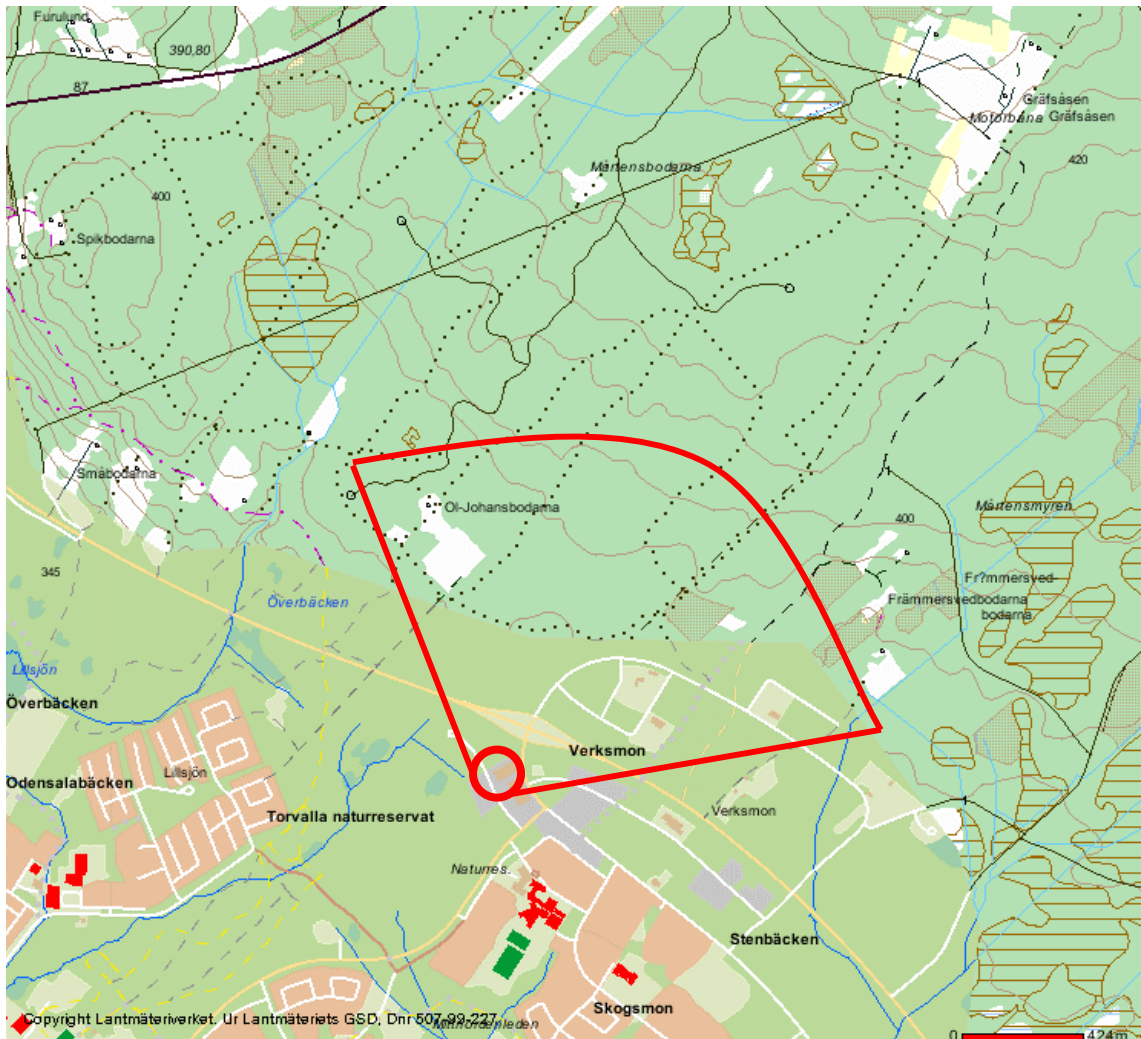 Furulund
390,80
87
Gräfsåsen
Motorbana Gräfsåsen
420
Mårtensbodarna
400
Spikbodarna
Småbodarna
Ol-Johansbodarna
Mårtensmyren
400
345
Fr?mmersved-
bodarna
Främmersvedbodarna
Överbäcken
Lillsjön
Överbäcken
Verksmon
Lillsjön
Odensalabäcken
Verksmon
Torvalla naturreservat
Naturres.
Stenbäcken
Skogsmon
Copyright Lantmäteriverket. Ur Lantmäteriets GSD, Dnr 507-99-227
0 424m